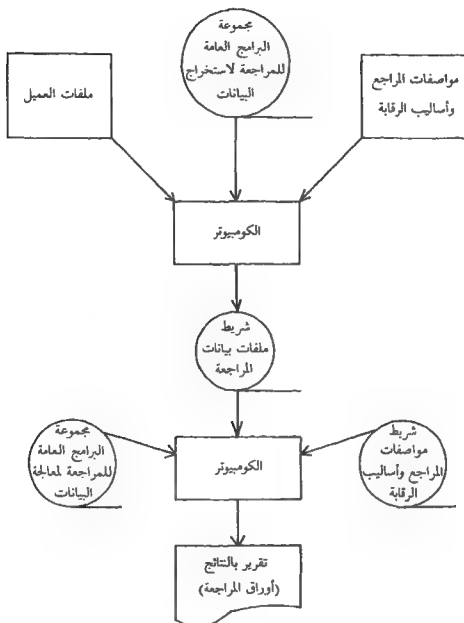 مجموعة
البرامج العامة
للمراجعة لاستخراج
البيانات
مواصفات المراجع
وأساليب الرقابة
ملفات العميل
الكومبيوتر
شريط
ملفات بيانات
المراجعة
شريط
مواصفات
المراجع وأساليب
الرقابة
الكومبيوتر
مجموعة
البرامج العامة
للمراجعة لمعالجة
البيانات
تقرير بالنتائج
(أوراق المراجعة)